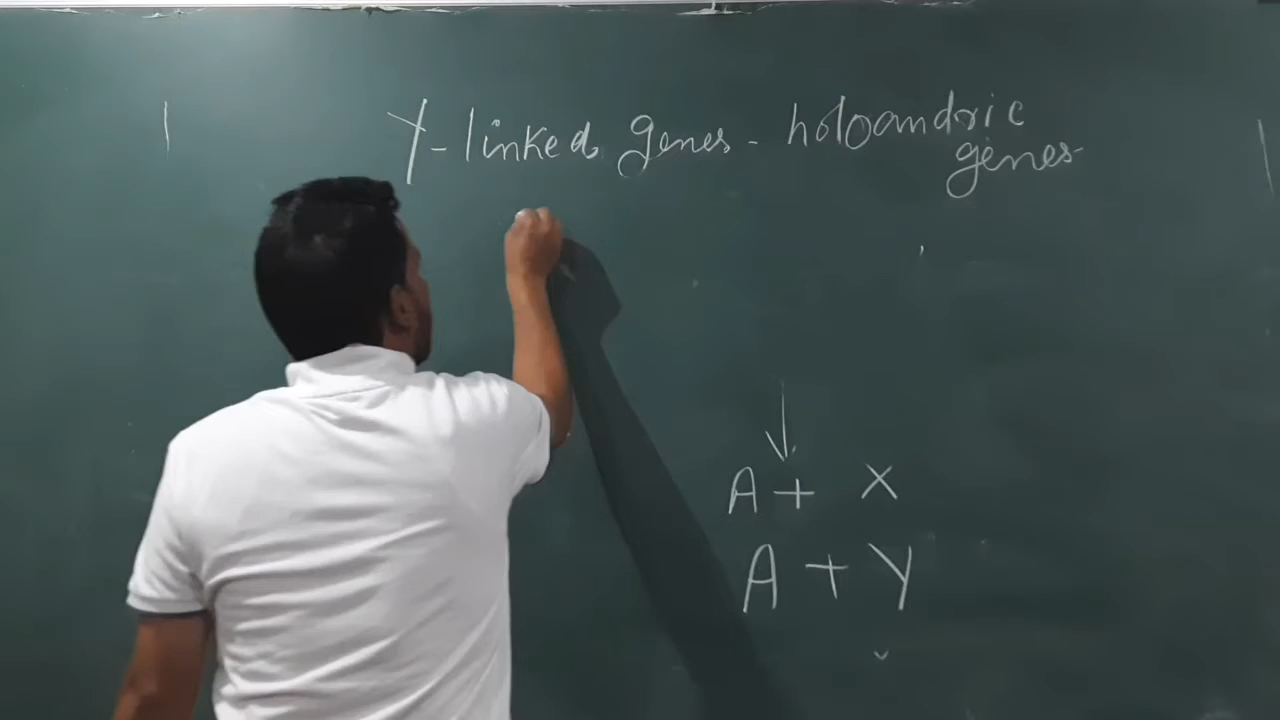 Y-linked genes - holoandric
genes-
A+ X
A + Y